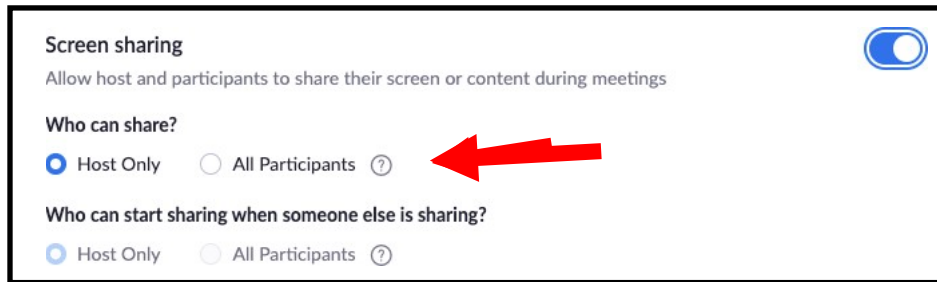 Screen sharing
Allow host and participants to share their screen or content during meetings
Who can share?
Host Only All Participants ?
Who can start sharing when someone else is sharing?
Host Only All Participants ?